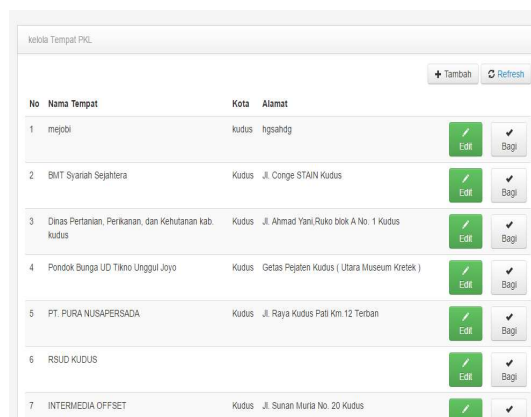 kelola Tempat PKL
Tambah Refresh
No Nama Tempat Kota Alamat
1 mejobi kudus hgsahdg Edit Bagi
2 BMT Syariah Sejahtera Kudus Jl. Conge STAIN Kudus Edit Bagi
3 Dinas Pertanian, Perikanan, dan Kehutanan kab. Kudus Jl. Ahmad Yani,Ruko blok A No. 1 Kudus Edit Bagi
kudus
4 Pondok Bunga UD Tikno Unggul Joyo Kudus Getas Pejaten Kudus ( Utara Museum Kretek ) Edit Bagi
5 PT. PURA NUSAPERSADA Kudus Jl. Raya Kudus Pati Km.12 Terban Edit Bagi
6 RSUD KUDUS Edit Bagi
7 INTERMEDIA OFFSET Kudus Jl. Sunan Muria No. 20 Kudus